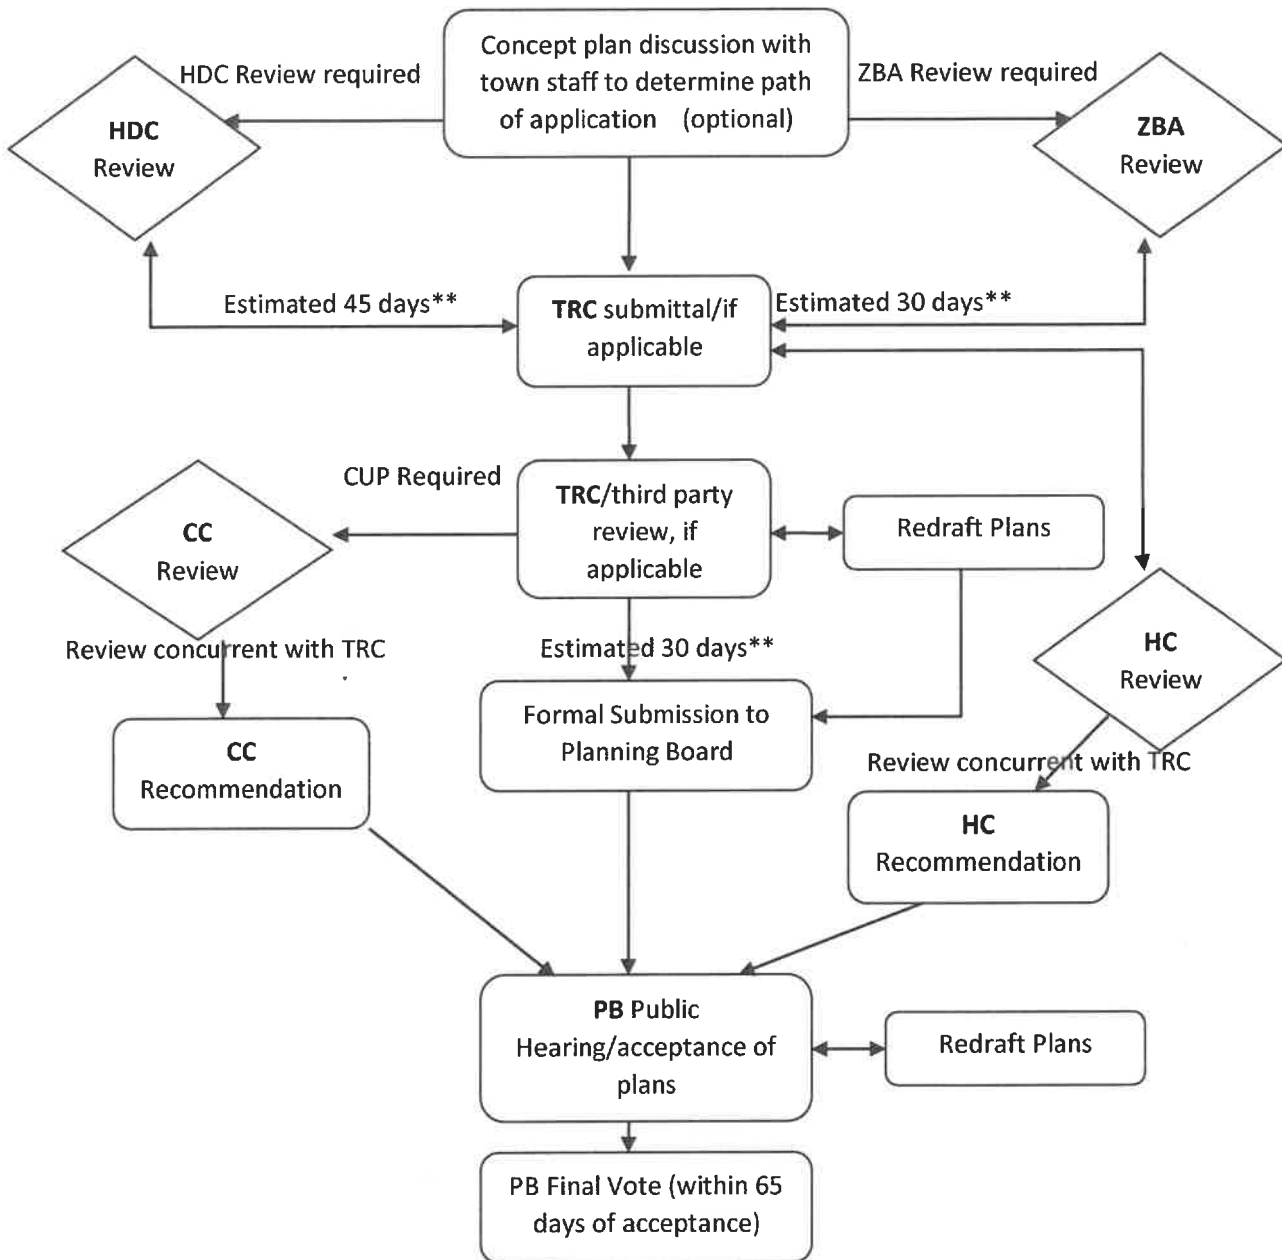 Concept plan discussion with
town staff to determine path
of application (optional)
HDC Review required
ZBA Review required
HDC
Review
ZBA
Review
Estimated 45 days**
TRC submittal/if
applicable
Estimated 30 days**
CUP Required
TRC/third party
review, if
applicable
Redraft Plans
CC
Review
Review concurrent with TRC
Estimated 30 days**
HC
Review
Formal Submission to
Planning Board
CC
Recommendation
Review concurrent with TRC
HC
Recommendation
PB Public
Hearing/acceptance of
plans
Redraft Plans
PB Final Vote (within 65
days of acceptance)